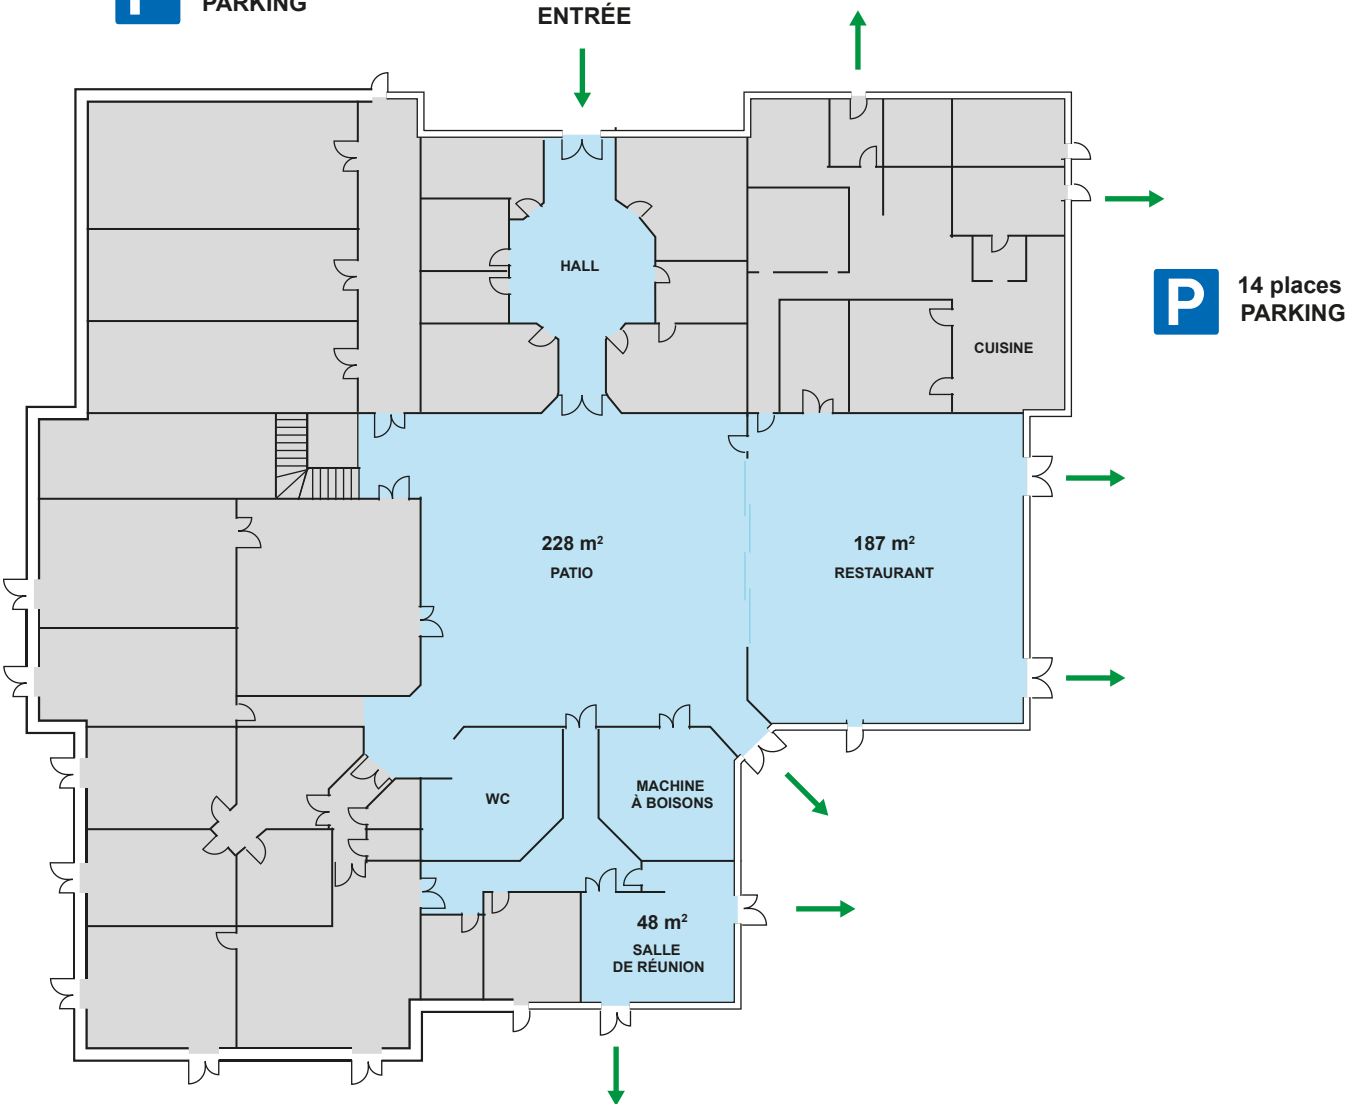 PARKING
ENTRÉE
HALL
P
14 places
PARKING
CUISINE
228 m²
PATIO
187 m²
RESTAURANT
WC
MACHINE
À BOISONS
48 m²
SALLE
DE RÉUNION